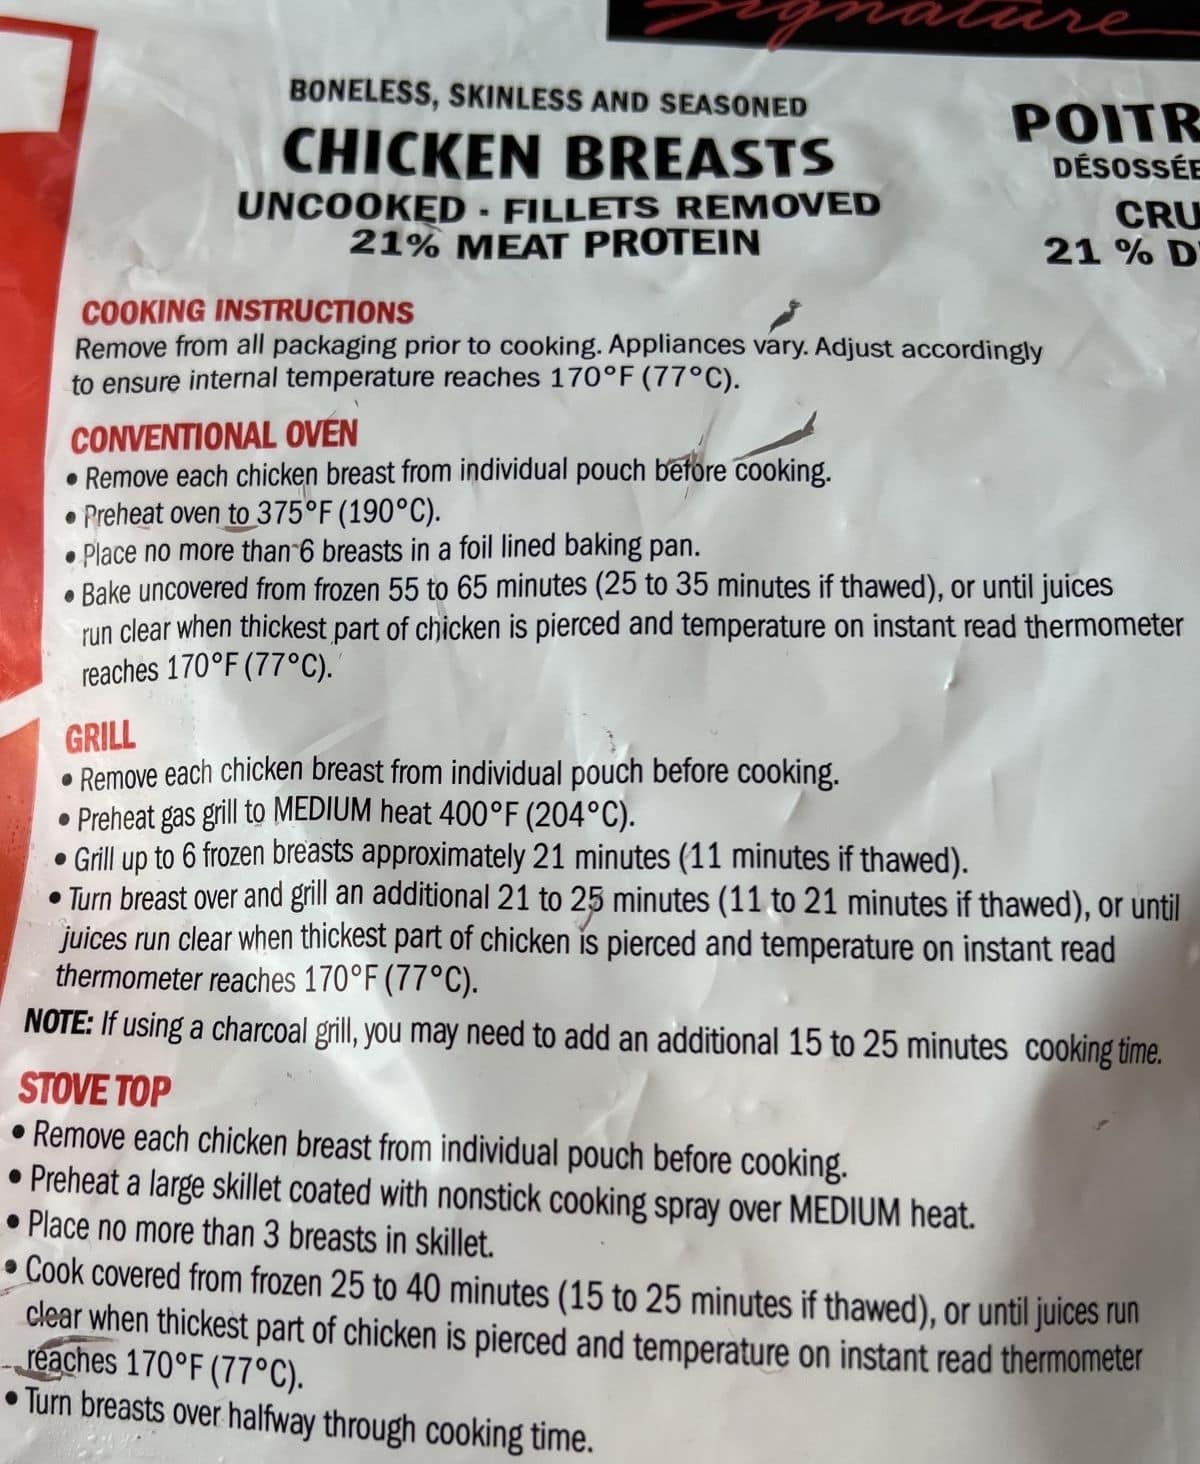 Signature
BONELESS, SKINLESS AND SEASONED
CHICKEN BREASTS
UNCOOKED · FILLETS REMOVED
21% MEAT PROTEIN
POITR
DÉSOSSÉE
CRU
21 % D
COOKING INSTRUCTIONS
Remove from all packaging prior to cooking. Appliances vary. Adjust accordingly
to ensure internal temperature reaches 170°F (77°C).
CONVENTIONAL OVEN
• Remove each chicken breast from individual pouch before cooking.
• Preheat oven to 375°F (190°C).
• Place no more than 6 breasts in a foil lined baking pan.
• Bake uncovered from frozen 55 to 65 minutes (25 to 35 minutes if thawed), or until juices
run clear when thickest part of chicken is pierced and temperature on instant read thermometer
reaches 170°F (77°C).
GRILL
• Remove each chicken breast from individual pouch before cooking.
• Preheat gas grill to MEDIUM heat 400°F (204°C).
• Grill up to 6 frozen breasts approximately 21 minutes (11 minutes if thawed).
• Turn breast over and grill an additional 21 to 25 minutes (11 to 21 minutes if thawed), or until
juices run clear when thickest part of chicken is pierced and temperature on instant read
thermometer reaches 170°F (77°C).
NOTE: If using a charcoal grill, you may need to add an additional 15 to 25 minutes cooking time.
STOVE TOP
• Remove each chicken breast from individual pouch before cooking.
• Preheat a large skillet coated with nonstick cooking spray over MEDIUM heat.
• Place no more than 3 breasts in skillet.
• Cook covered from frozen 25 to 40 minutes (15 to 25 minutes if thawed), or until juices run
clear when thickest part of chicken is pierced and temperature on instant read thermometer
reaches 170°F (77°C).
• Turn breasts over halfway through cooking time.